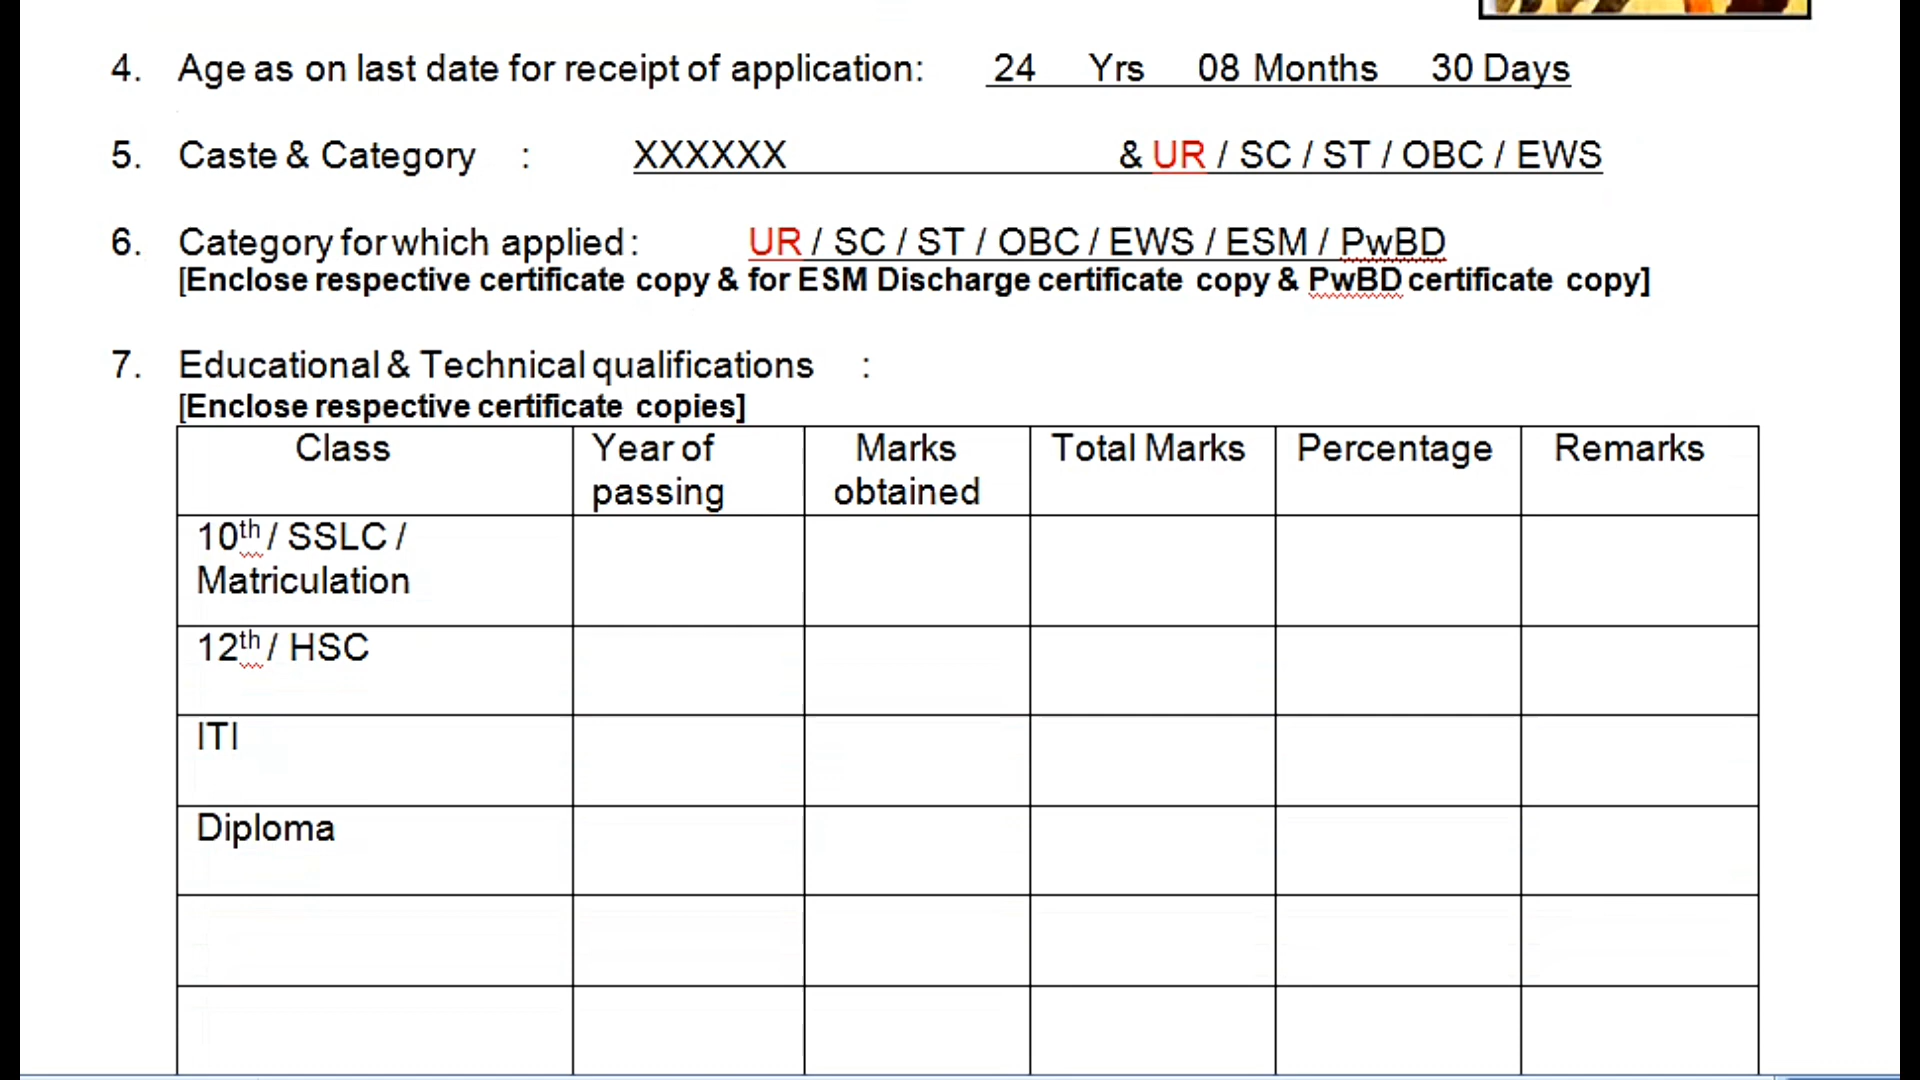 4. Age as on last date for receipt of application: 24 Yrs 08 Months 30 Days
5. Caste & Category : XXXXXX & UR / SC / ST / OBC / EWS
6. Category for which applied : UR / SC / ST / OBC / EWS / ESM / PwBD
[Enclose respective certificate copy & for ESM Discharge certificate copy & PwBD certificate copy]
7. Educational & Technical qualifications :
[Enclose respective certificate copies]
Class Year of passing Marks obtained Total Marks Percentage Remarks
10th / SSLC /
Matriculation
12th / HSC
ITI
Diploma